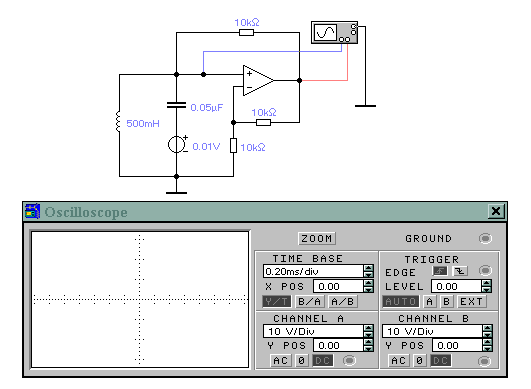 10kΩ
0.05µF
500mH
10kΩ
0.01V
10kΩ
Oscilloscope
ZOOM
GROUND
TIME BASE
0.20ms/div
X POS 0.00
Y/T B/A A/B
TRIGGER
EDGE
LEVEL 0.00
AUTO A B EXT
CHANNEL A
10 V/Div
Y POS 0.00
AC 0 DC
CHANNEL B
10 V/Div
Y POS 0.00
AC 0 DC